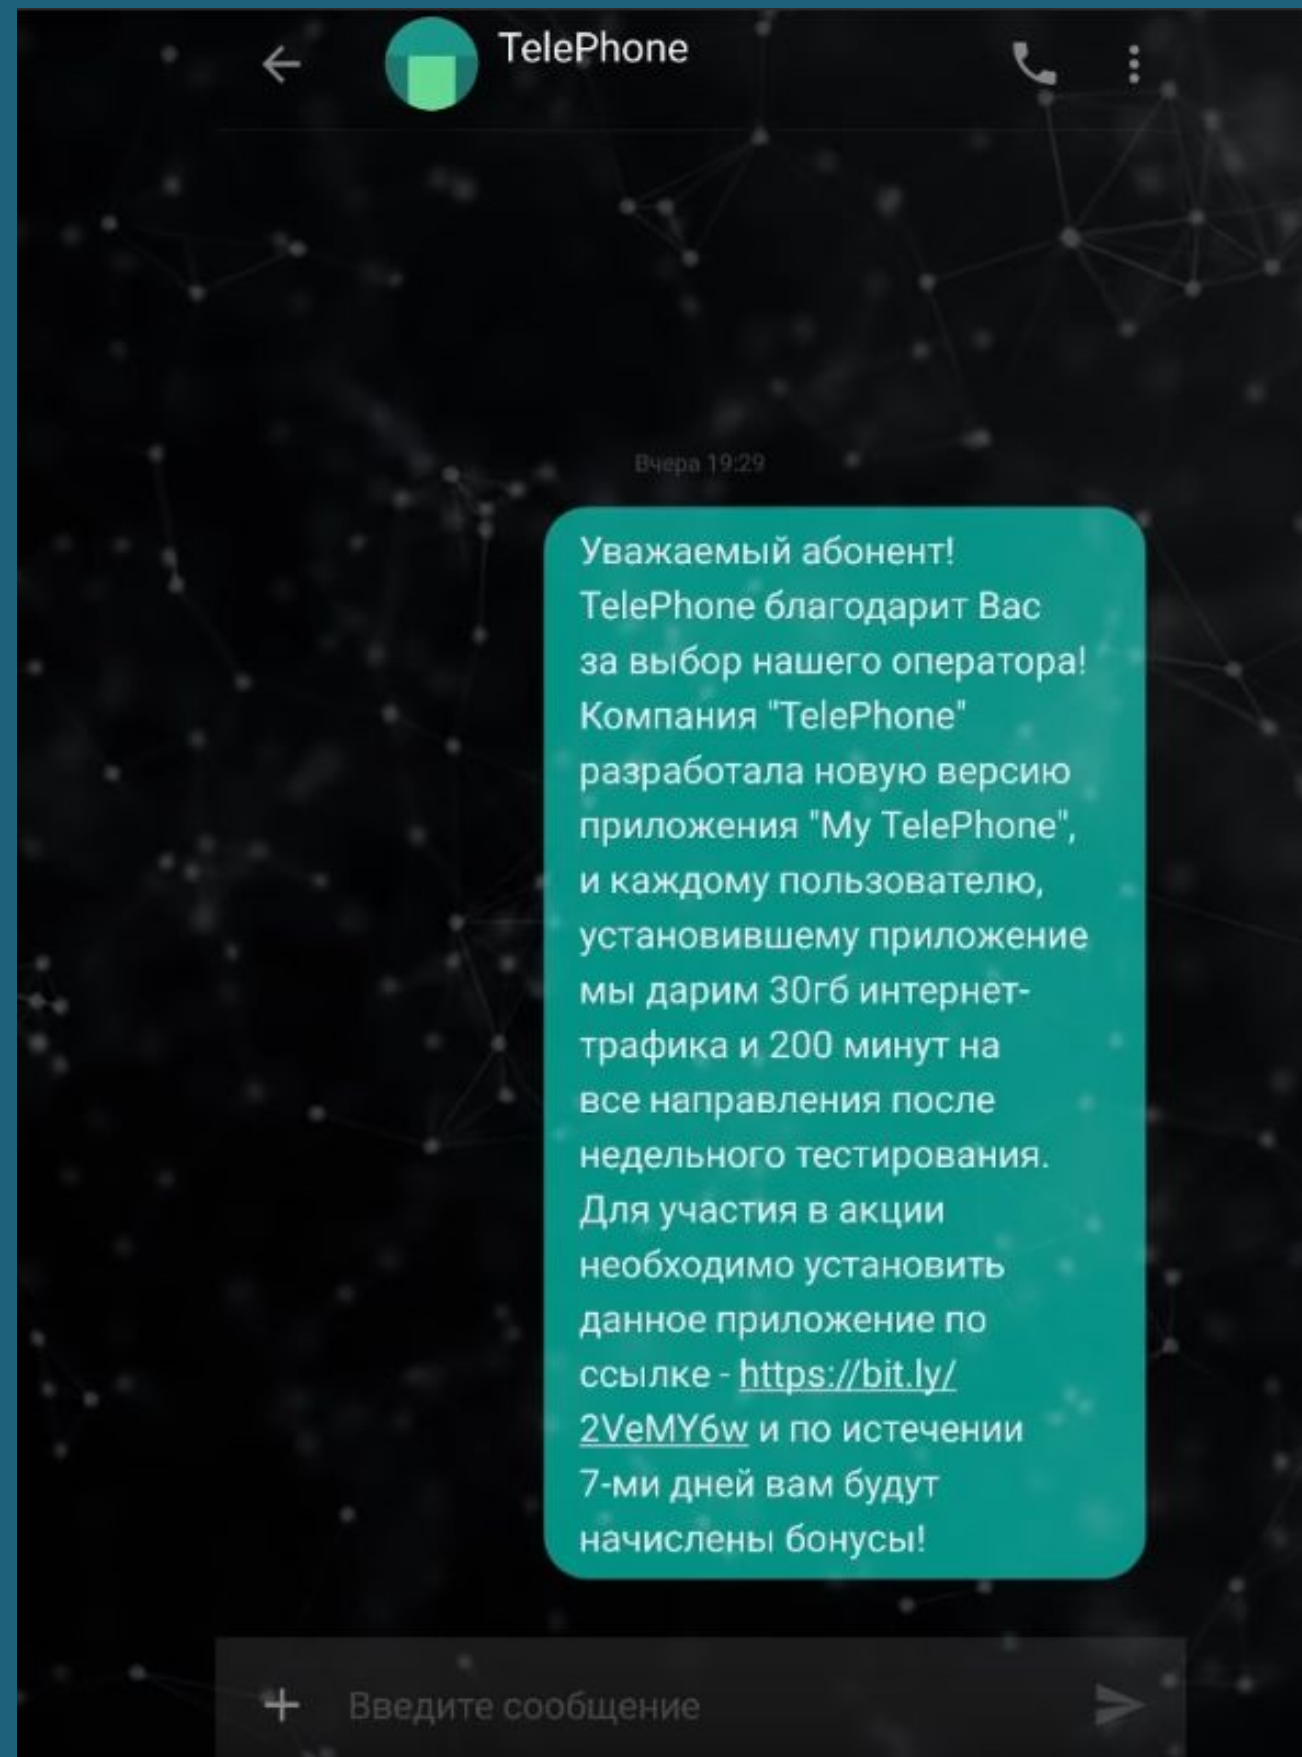 TelePhone
Вчера 19:29
Уважаемый абонент!
TelePhone благодарит Вас
за выбор нашего оператора!
Компания "TelePhone"
разработала новую версию
приложения "My TelePhone",
и каждому пользователю,
установившему приложение
мы дарим 30гб интернет-
трафика и 200 минут на
все направления после
недельного тестирования.
Для участия в акции
необходимо установить
данное приложение по
ссылке - https://bit.ly/
2VeMY6w и по истечении
7-ми дней вам будут
начислены бонусы!
Введите сообщение